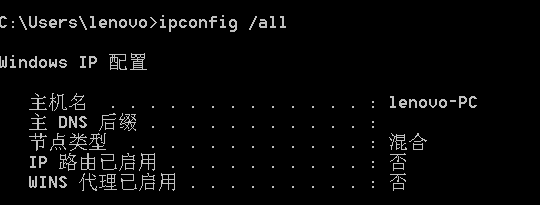 C:\Users\lenovo>ipconfig /all
Windows IP 配置
主机名 . . . . . . . . . . . . . : lenovo-PC
主 DNS 后缀 . . . . . . . . . . . :
节点类型 . . . . . . . . . . . . : 混合
IP 路由已启用 . . . . . . . . . . : 否
WINS 代理已启用 . . . . . . . . . : 否